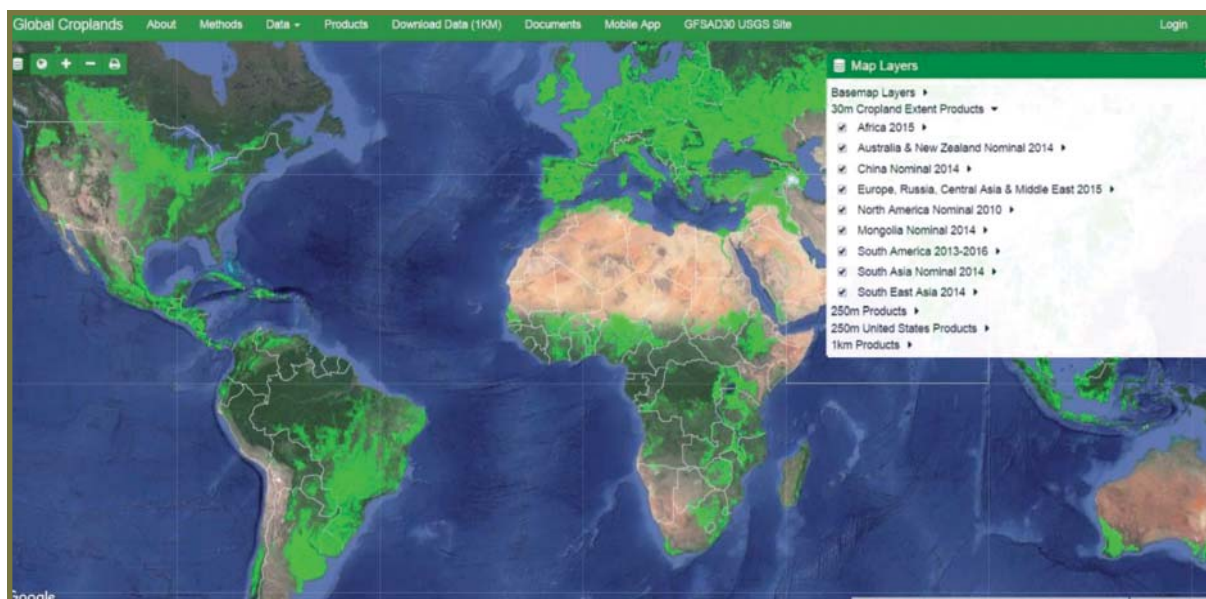 Global Croplands About Methods Data Products Download Data (1KM) Documents Mobile App GFSAD30 USGS Site Login
Map Layers
Basemap Layers
30m Cropland Extent Products
Africa 2015
Australia & New Zealand Nominal 2014
China Nominal 2014
Europe, Russia, Central Asia & Middle East 2015
North America Nominal 2010
Mongolia Nominal 2014
South America 2013-2016
South Asia Nominal 2014
South East Asia 2014
250m Products
250m United States Products
1km Products
Google